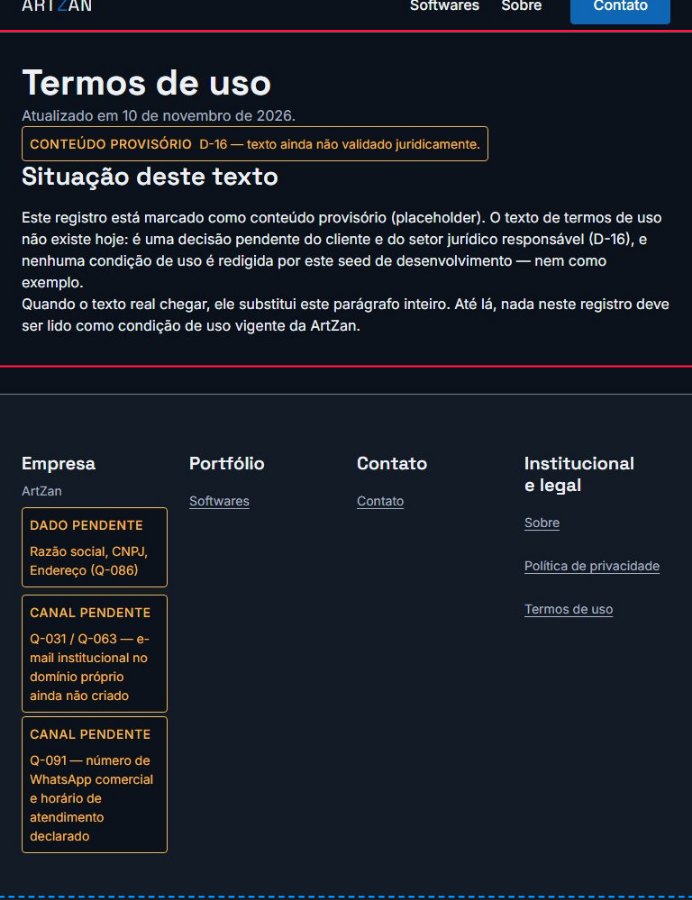 ARTZAN
Softwares
Sobre
Contato
Termos de uso
Atualizado em 10 de novembro de 2026.
CONTEÚDO PROVISÓRIO D-16 — texto ainda não validado juridicamente.
Situação deste texto
Este registro está marcado como conteúdo provisório (placeholder). O texto de termos de uso
não existe hoje: é uma decisão pendente do cliente e do setor jurídico responsável (D-16), e
nenhuma condição de uso é redigida por este seed de desenvolvimento — nem como
exemplo.
Quando o texto real chegar, ele substitui este parágrafo inteiro. Até lá, nada neste registro deve
ser lido como condição de uso vigente da ArtZan.
Empresa
ArtZan
DADO PENDENTE
Razão social, CNPJ,
Endereço (Q-086)
CANAL PENDENTE
Q-031 / Q-063 — e-
mail institucional no
domínio próprio
ainda não criado
CANAL PENDENTE
Q-091 — número de
WhatsApp comercial
e horário de
atendimento
declarado
Portfólio
Softwares
Contato
Contato
Institucional
e legal
Sobre
Política de privacidade
Termos de uso